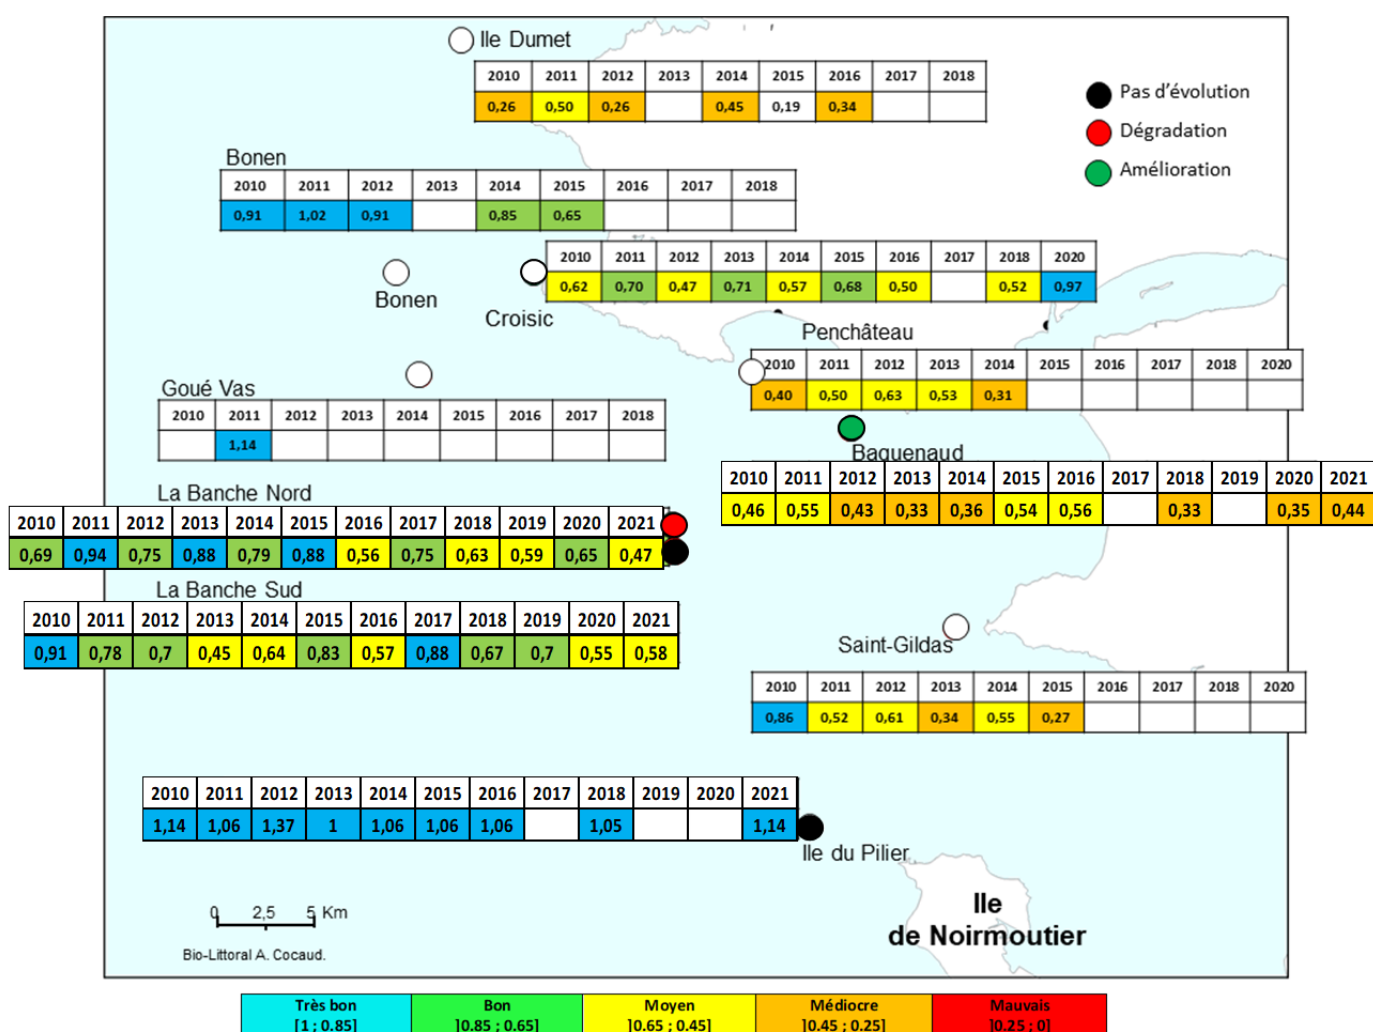 Ile Dumet
2010 2011 2012 2013 2014 2015 2016 2017 2018
0,26 0,50 0,26 0,45 0,19 0,34
Pas d'évolution
Dégradation
Amélioration
Bonen
2010 2011 2012 2013 2014 2015 2016 2017 2018
0,91 1,02 0,91 0,85 0,65
2010 2011 2012 2013 2014 2015 2016 2017 2018 2020
0,62 0,70 0,47 0,71 0,57 0,68 0,50 0,52 0,97
Bonen
Croisic
Penchâteau
2010 2011 2012 2013 2014 2015 2016 2017 2018 2020
0,40 0,50 0,63 0,53 0,31
Goué Vas
2010 2011 2012 2013 2014 2015 2016 2017 2018
1,14
Baguenaud
2010 2011 2012 2013 2014 2015 2016 2017 2018 2019 2020 2021
0,46 0,55 0,43 0,33 0,36 0,54 0,56 0,33 0,35 0,44
La Banche Nord
2010 2011 2012 2013 2014 2015 2016 2017 2018 2019 2020 2021
0,69 0,94 0,75 0,88 0,79 0,88 0,56 0,75 0,63 0,59 0,65 0,47
La Banche Sud
2010 2011 2012 2013 2014 2015 2016 2017 2018 2019 2020 2021
0,91 0,78 0,7 0,45 0,64 0,83 0,57 0,88 0,67 0,7 0,55 0,58
Saint-Gildas
2010 2011 2012 2013 2014 2015 2016 2017 2018 2020
0,86 0,52 0,61 0,34 0,55 0,27
2010 2011 2012 2013 2014 2015 2016 2017 2018 2019 2020 2021
1,14 1,06 1,37 1 1,06 1,06 1,06 1,05 1,14
Ile du Pilier
Ile
de Noirmoutier
0 2,5 5 Km
Bio-Littoral A. Cocaud.
Très bon Bon Moyen Médiocre Mauvais
[1 ; 0.85] ]0.85 ; 0.65] ]0.65 ; 0.45] ]0.45 ; 0.25] ]0.25 ; 0]